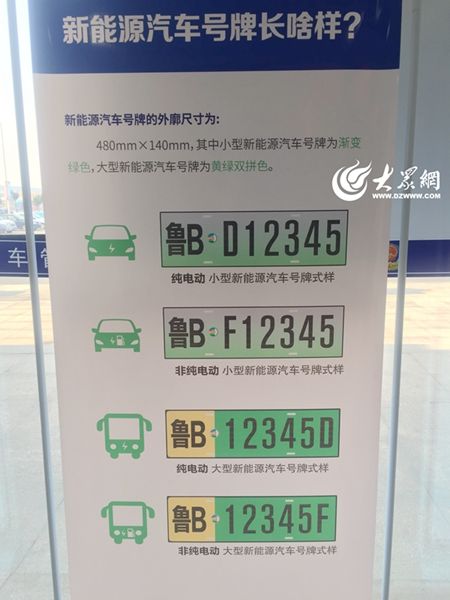 新能源汽车号牌长啥样?
新能源汽车号牌的外廓尺寸为:
480mm×140mm,其中小型新能源汽车号牌为渐变
绿色,大型新能源汽车号牌为黄绿双拼色。
大众網
WWW.DZWWW.COM
鲁B D12345
纯电动 小型新能源汽车号牌式样
车管
鲁B F12345
非纯电动 小型新能源汽车号牌式样
鲁B 12345D
纯电动 大型新能源汽车号牌式样
鲁B 12345F
非纯电动 大型新能源汽车号牌式样